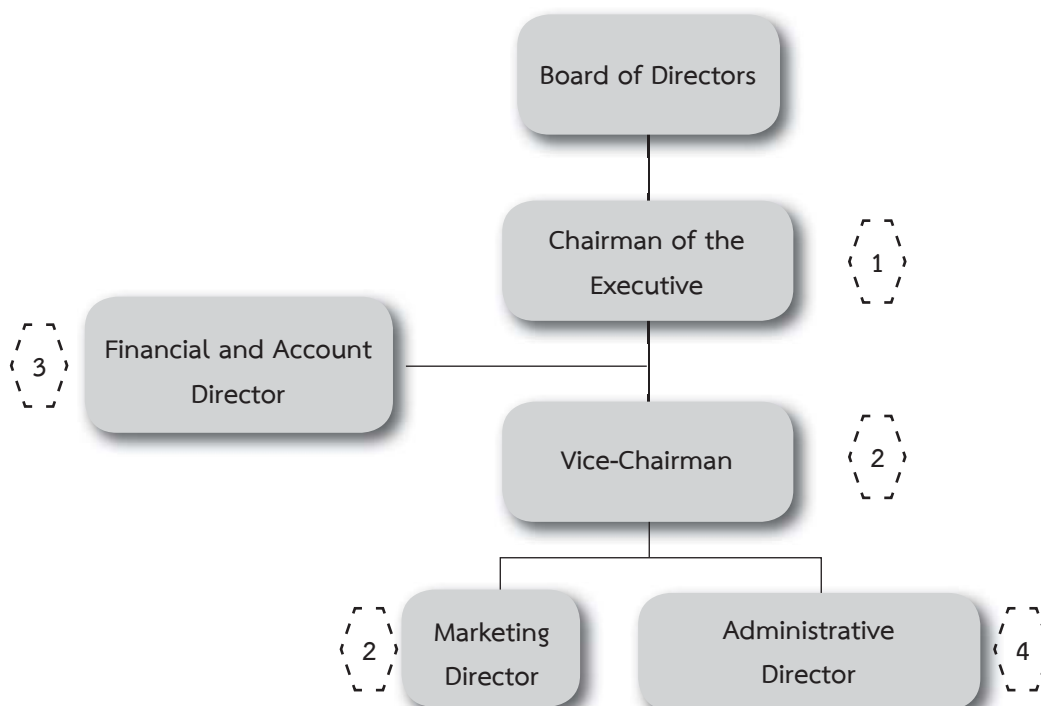 Board of Directors
Chairman of the
Executive
1
Financial and Account
Director
3
Vice-Chairman
2
Marketing
Director
2
Administrative
Director
4